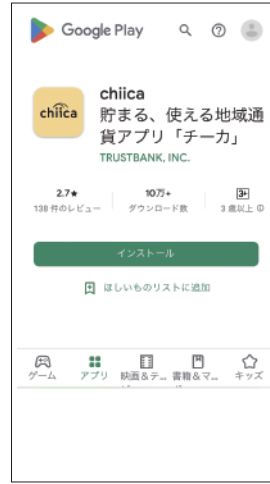 Google Play
chiica
chiica
貯まる、使える地域通
貨アプリ「チーカ」
TRUSTBANK, INC.
2.7★ 10万+ 3+
138 件のレビュー ダウンロード数 3 歳以上
インストール
ほしいものリストに追加
ゲーム アプリ 映画＆テ... 書籍＆マ... キッズ